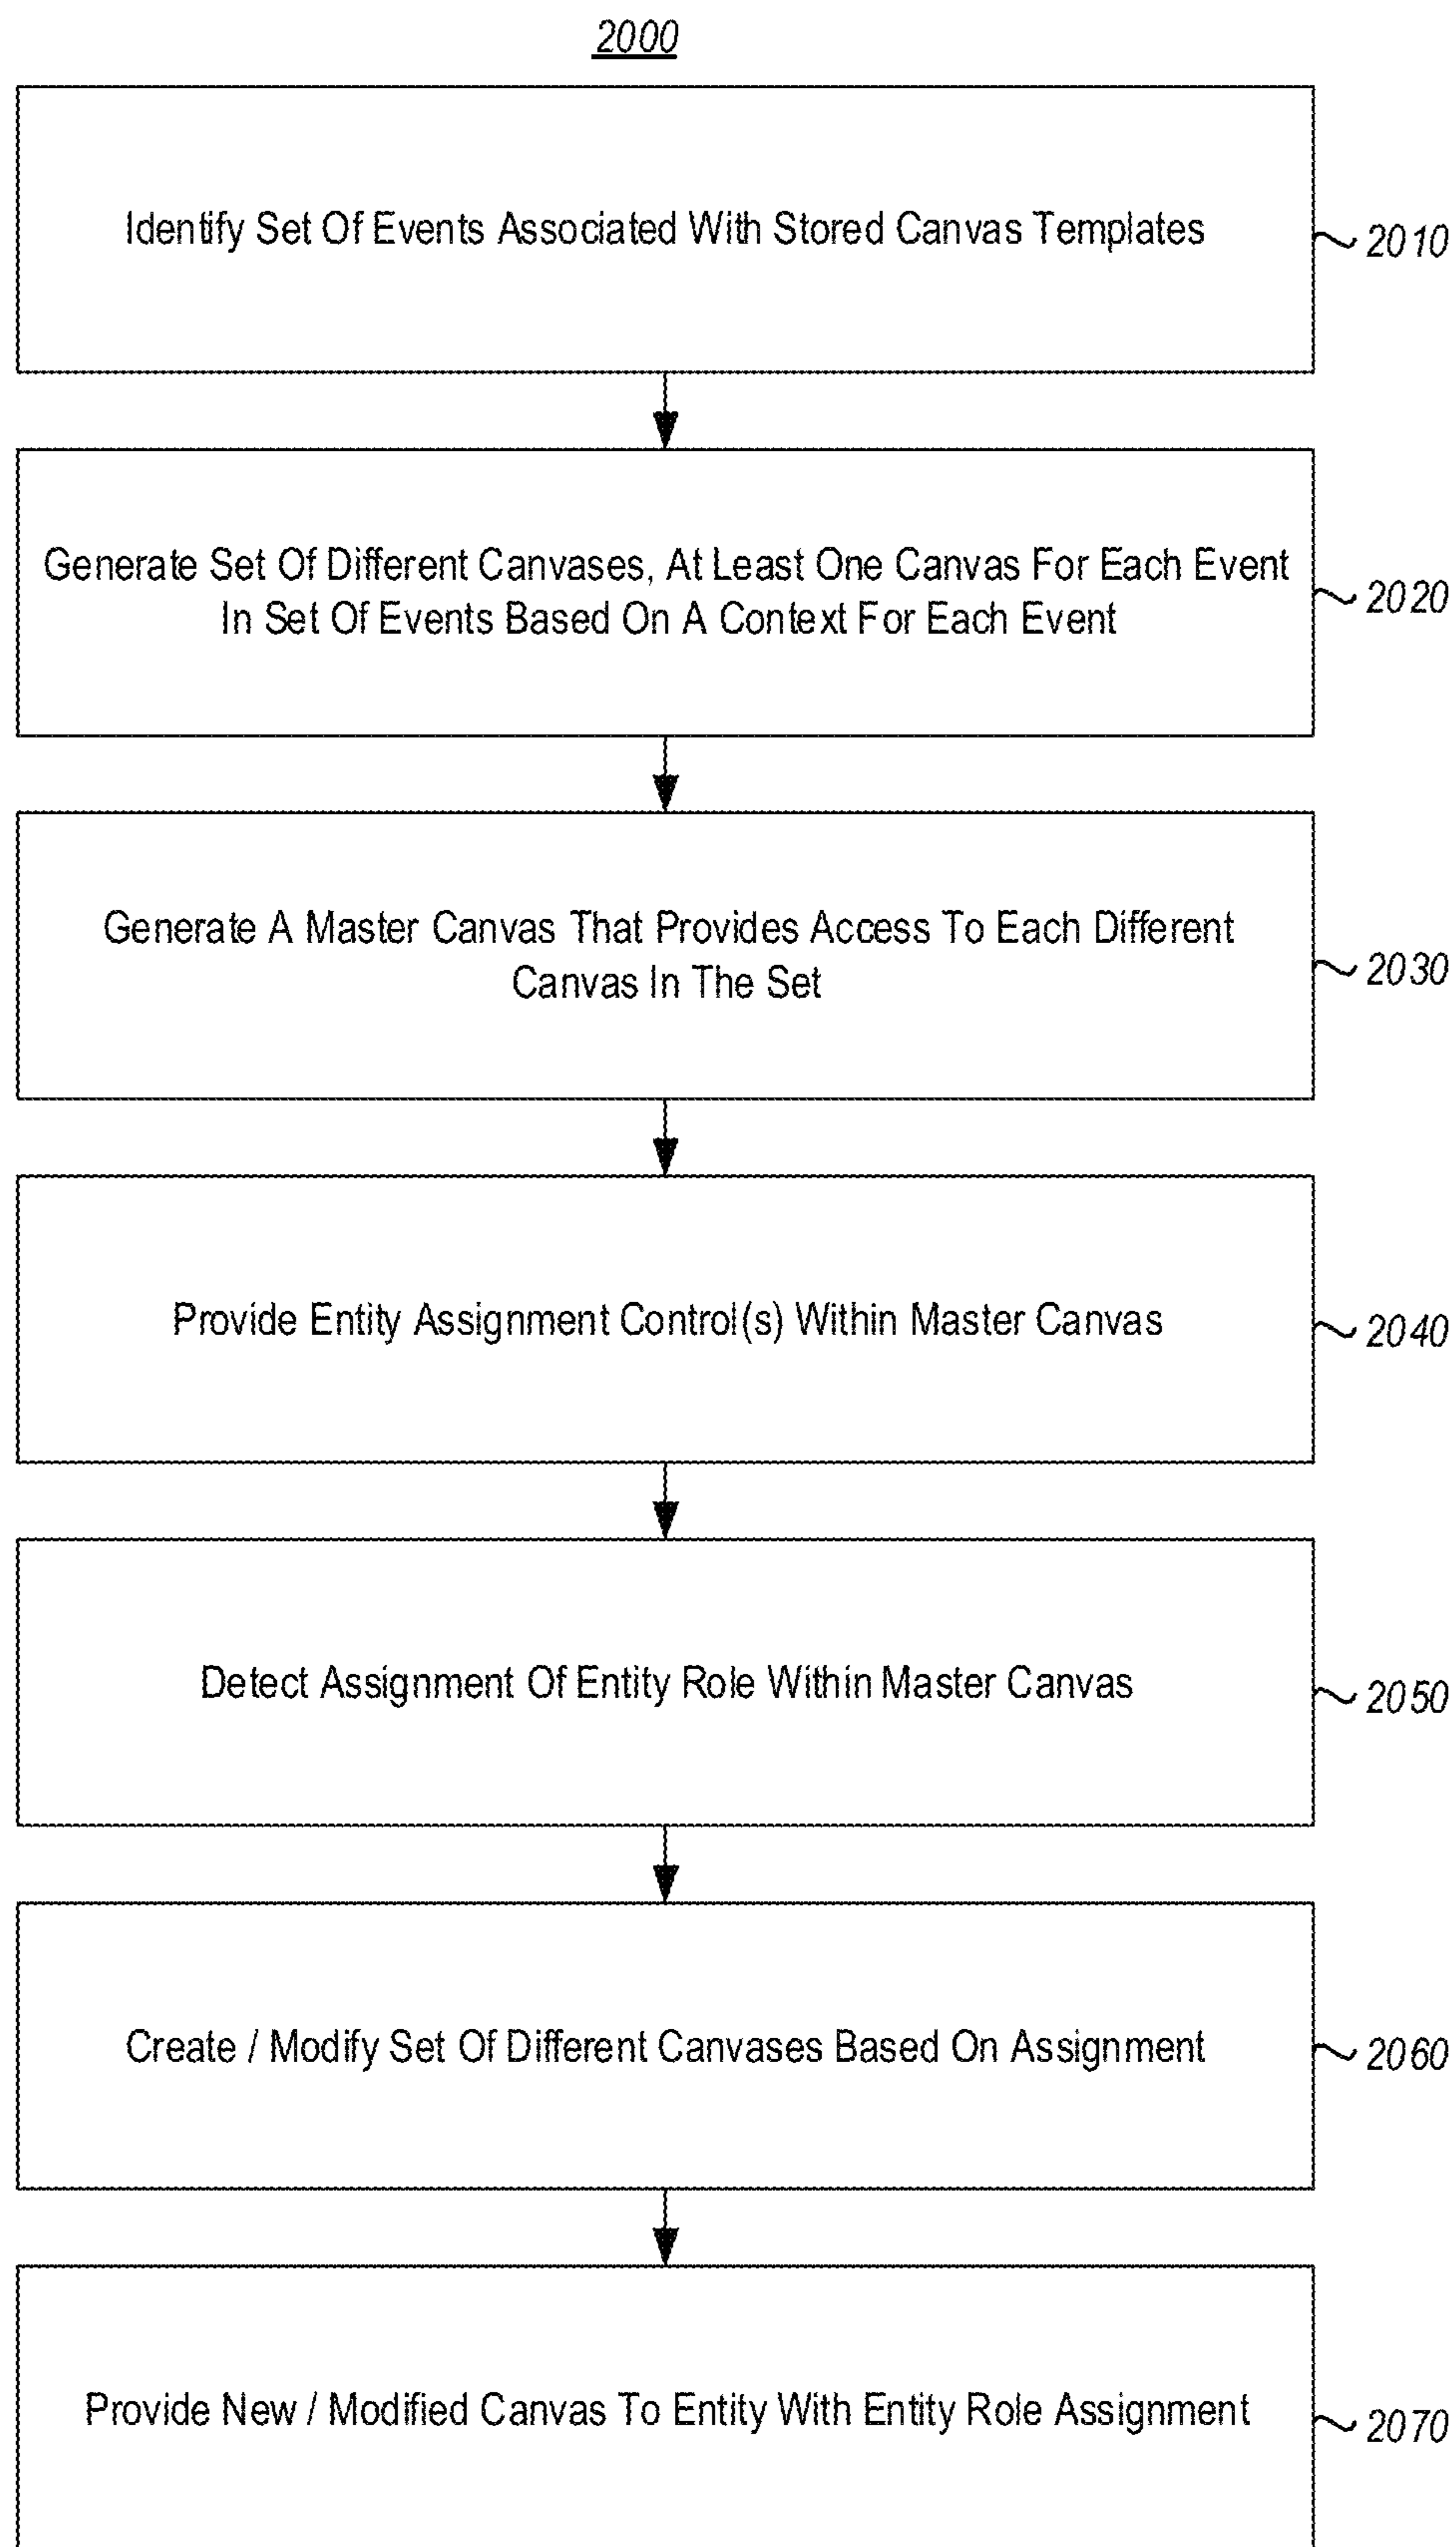 2000
Identify Set Of Events Associated With Stored Canvas Templates
2010
Generate Set Of Different Canvases, At Least One Canvas For Each Event
In Set Of Events Based On A Context For Each Event
2020
Generate A Master Canvas That Provides Access To Each Different
Canvas In The Set
2030
Provide Entity Assignment Control(s) Within Master Canvas
2040
Detect Assignment Of Entity Role Within Master Canvas
2050
Create / Modify Set Of Different Canvases Based On Assignment
2060
Provide New / Modified Canvas To Entity With Entity Role Assignment
2070